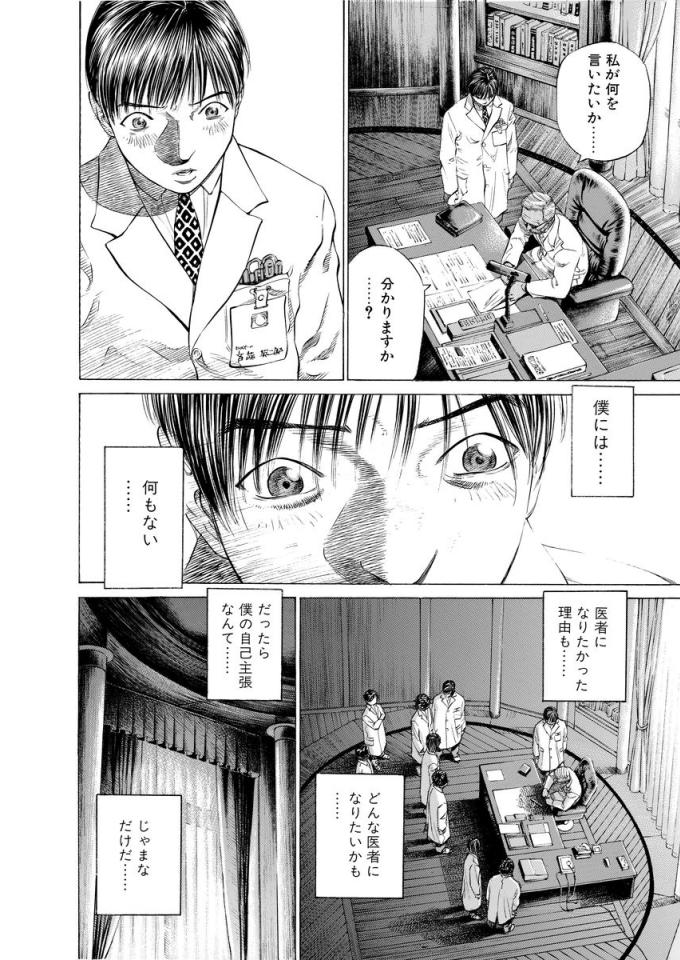 私が何を
言いたいか……
分かりますか
……?
僕には……
何もない
……
医者に
なりたかった
理由も……
どんな医者に
なりたいかも
……
だったら
僕の自己主張
なんて……
じゃまな
だけだ……